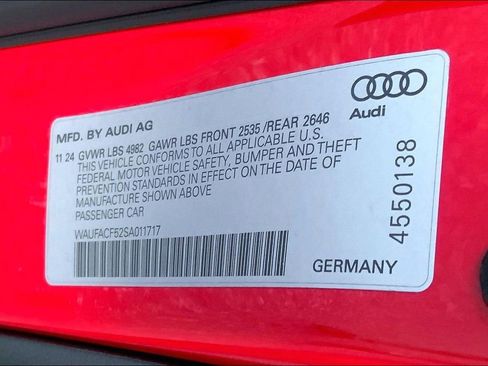 MFD. BY AUDI AG
11 24 GVWR LBS 4982 GAWR LBS FRONT 2535 /REAR 2646
THIS VEHICLE CONFORMS TO ALL APPLICABLE U.S.
FEDERAL MOTOR VEHICLE SAFETY, BUMPER AND THEFT
PREVENTION STANDARDS IN EFFECT ON THE DATE OF
MANUFACTURE SHOWN ABOVE
PASSENGER CAR
WAUFACF52SA011717
GERMANY
Audi
4550138